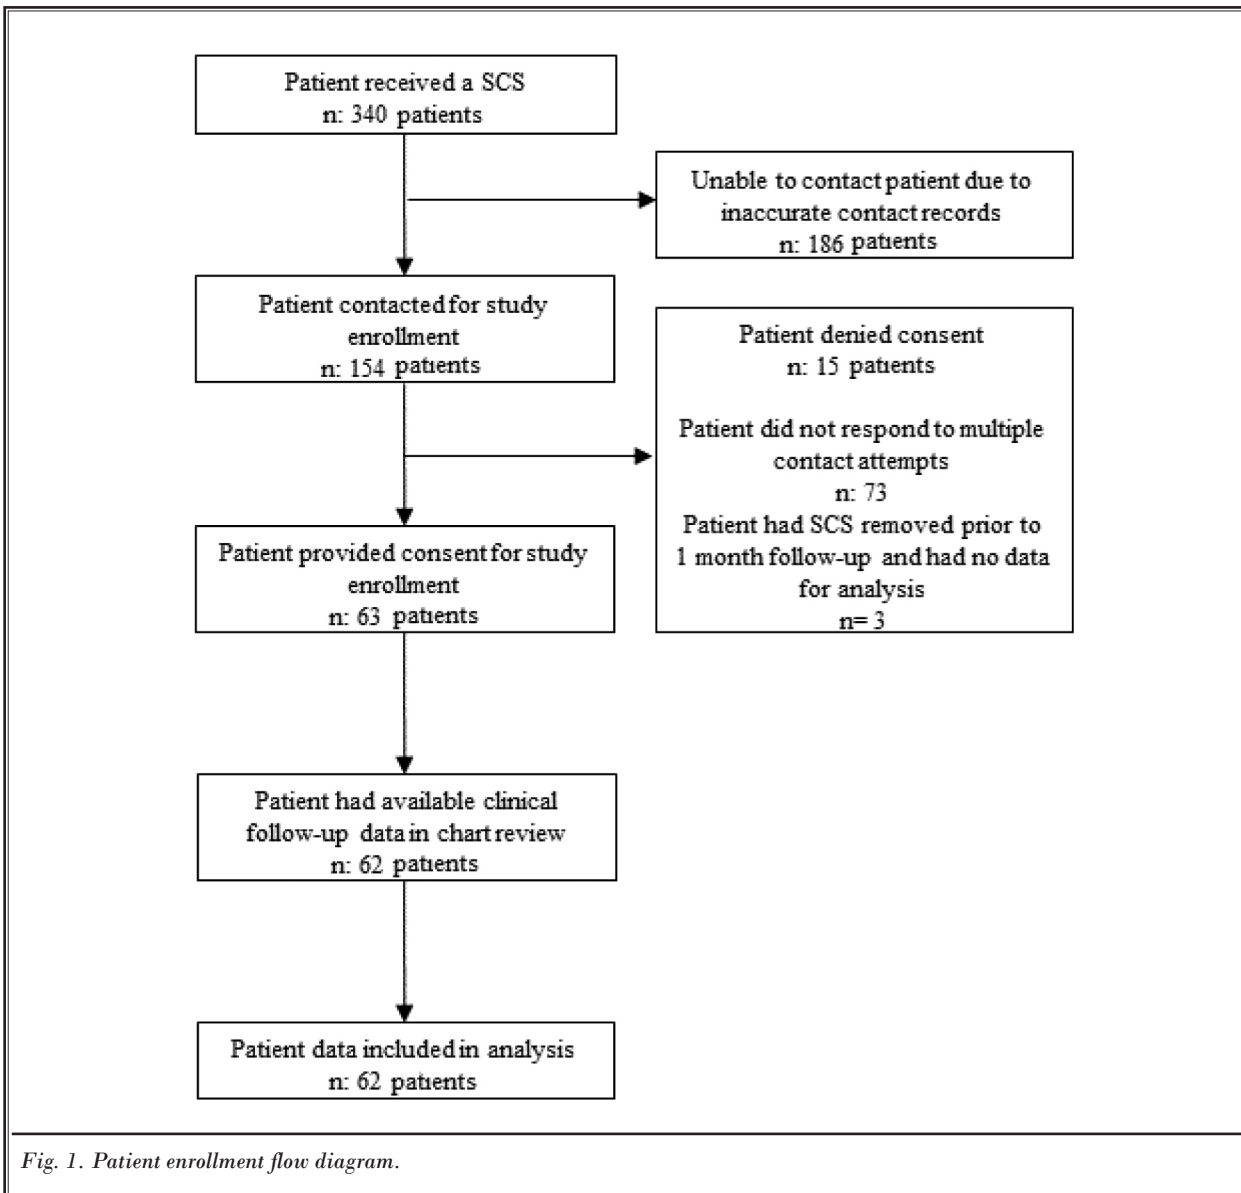 Patient received a SCS
n: 340 patients
Unable to contact patient due to
inaccurate contact records
n: 186 patients
Patient contacted for study
enrollment
n: 154 patients
Patient denied consent
n: 15 patients
Patient did not respond to multiple
contact attempts
n: 73
Patient had SCS removed prior to
1 month follow-up and had no data
for analysis
n= 3
Patient provided consent for study
enrollment
n: 63 patients
Patient had available clinical
follow-up data in chart review
n: 62 patients
Patient data included in analysis
n: 62 patients
Fig. 1. Patient enrollment flow diagram.